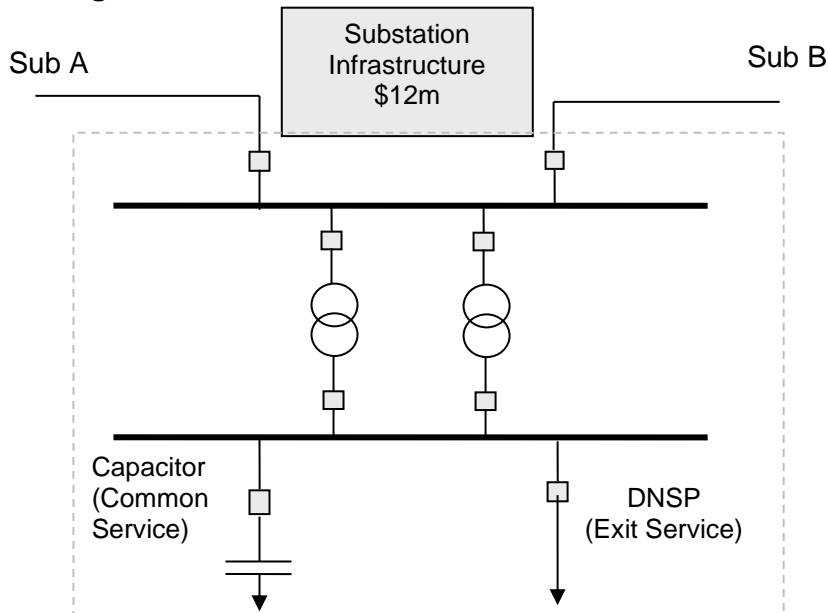 Substation
Infrastructure
$12m
Sub A
Sub B
Capacitor
(Common
Service)
DNSP
(Exit Service)